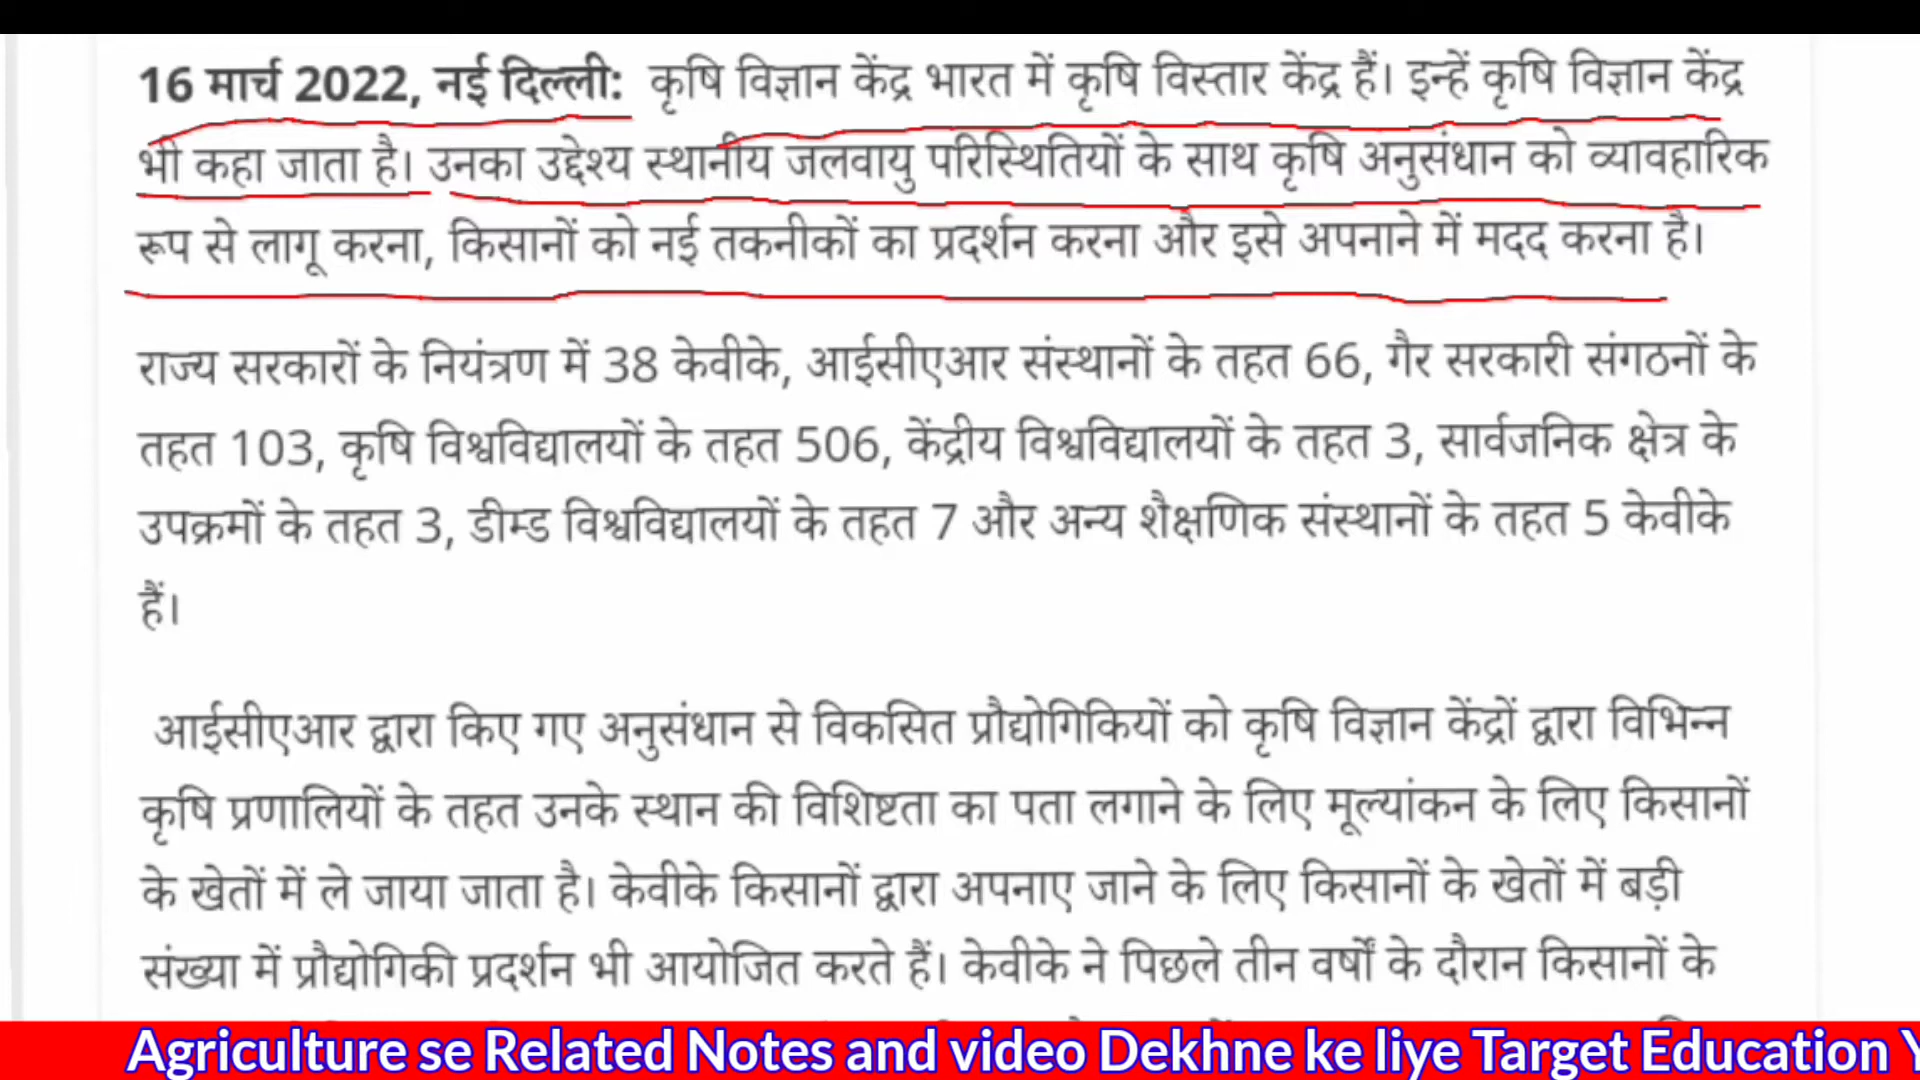 16 मार्च 2022, नई दिल्ली: कृषि विज्ञान केंद्र भारत में कृषि विस्तार केंद्र हैं। इन्हें कृषि विज्ञान केंद्र
भी कहा जाता है। उनका उद्देश्य स्थानीय जलवायु परिस्थितियों के साथ कृषि अनुसंधान को व्यावहारिक
रूप से लागू करना, किसानों को नई तकनीकों का प्रदर्शन करना और इसे अपनाने में मदद करना है।
राज्य सरकारों के नियंत्रण में 38 केवीके, आईसीएआर संस्थानों के तहत 66, गैर सरकारी संगठनों के
तहत 103, कृषि विश्वविद्यालयों के तहत 506, केंद्रीय विश्वविद्यालयों के तहत 3, सार्वजनिक क्षेत्र के
उपक्रमों के तहत 3, डीम्ड विश्वविद्यालयों के तहत 7 और अन्य शैक्षणिक संस्थानों के तहत 5 केवीके
हैं।
आईसीएआर द्वारा किए गए अनुसंधान से विकसित प्रौद्योगिकियों को कृषि विज्ञान केंद्रों द्वारा विभिन्न
कृषि प्रणालियों के तहत उनके स्थान की विशिष्टता का पता लगाने के लिए मूल्यांकन के लिए किसानों
के खेतों में ले जाया जाता है। केवीके किसानों द्वारा अपनाए जाने के लिए किसानों के खेतों में बड़ी
संख्या में प्रौद्योगिकी प्रदर्शन भी आयोजित करते हैं। केवीके ने पिछले तीन वर्षों के दौरान किसानों के
Agriculture se Related Notes and video Dekhne ke liye Target Education